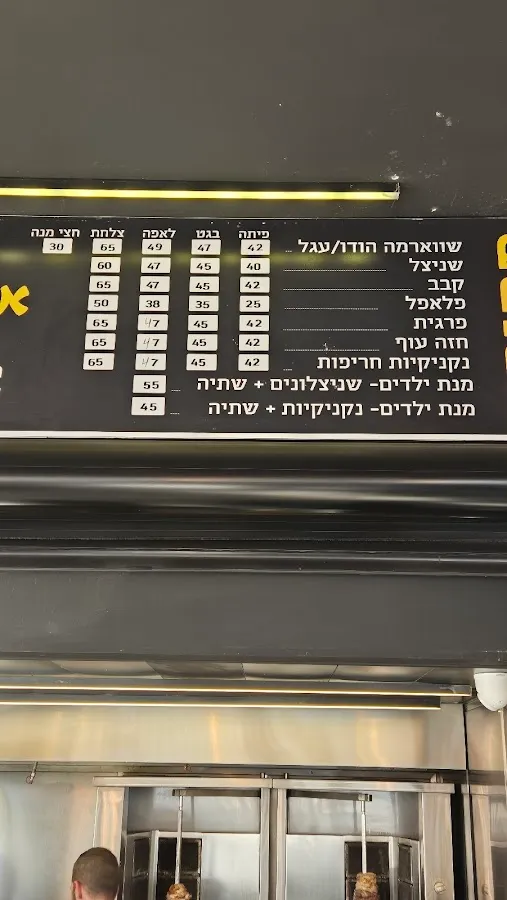 פיתה בגט לאפה צלחת חצי מנה
שווארמה הודו/עגל 42 47 49 65 30
שניצל 40 45 47 60
קבב 42 45 47 65
פלאפל 25 35 38 50
פרגית 42 45 47 65
חזה עוף 42 45 47 65
נקניקיות חריפות 42 45 47 65
מנת ילדים- שניצלונים + שתיה 55
מנת ילדים- נקניקיות + שתיה 45